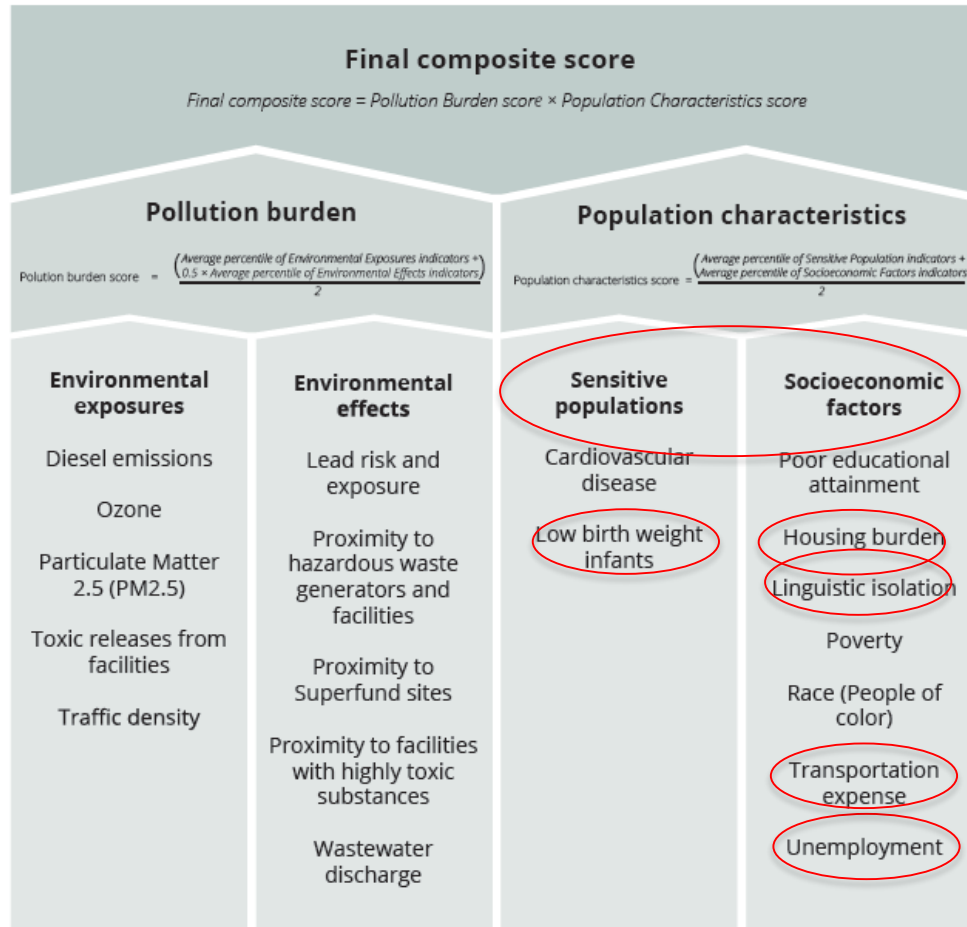 Final composite score
Final composite score = Pollution Burden score × Population Characteristics score
Pollution burden
Polution burden score =
(Average percentile of Environmental Exposures indicators +
0.5 × Average percentile of Environmental Effects indicators)
2
Population characteristics
Population characteristics score =
(Average percentile of Sensitive Population indicators +
Average percentile of Socioeconomic Factors indicators
2
Environmental
exposures
Diesel emissions
Ozone
Particulate Matter
2.5 (PM2.5)
Toxic releases from
facilities
Traffic density
Environmental
effects
Lead risk and
exposure
Proximity to
hazardous waste
generators and
facilities
Proximity to
Superfund sites
Proximity to facilities
with highly toxic
substances
Wastewater
discharge
Sensitive
populations
Cardiovascular
disease
Low birth weight
infants
Socioeconomic
factors
Poor educational
attainment
Housing burden
Linguistic isolation
Poverty
Race (People of
color)
Transportation
expense
Unemployment